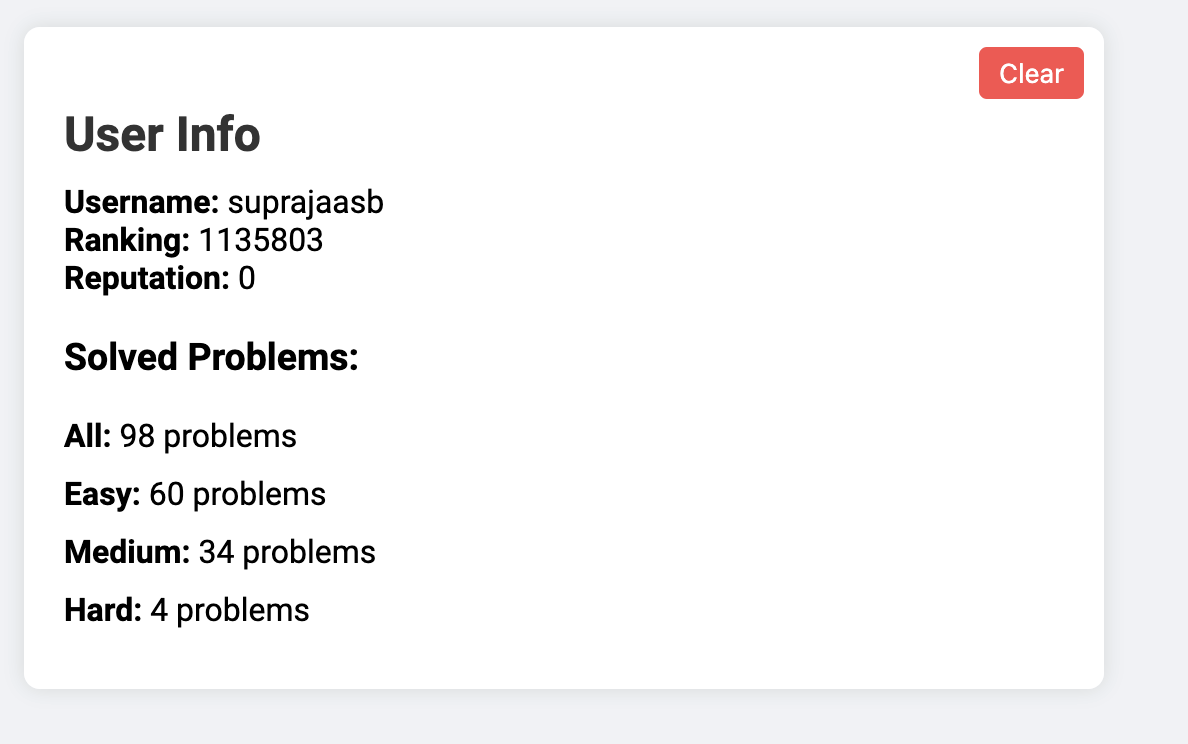 Clear
User Info
Username: suprajaasb
Ranking: 1135803
Reputation: 0
Solved Problems:
All: 98 problems
Easy: 60 problems
Medium: 34 problems
Hard: 4 problems